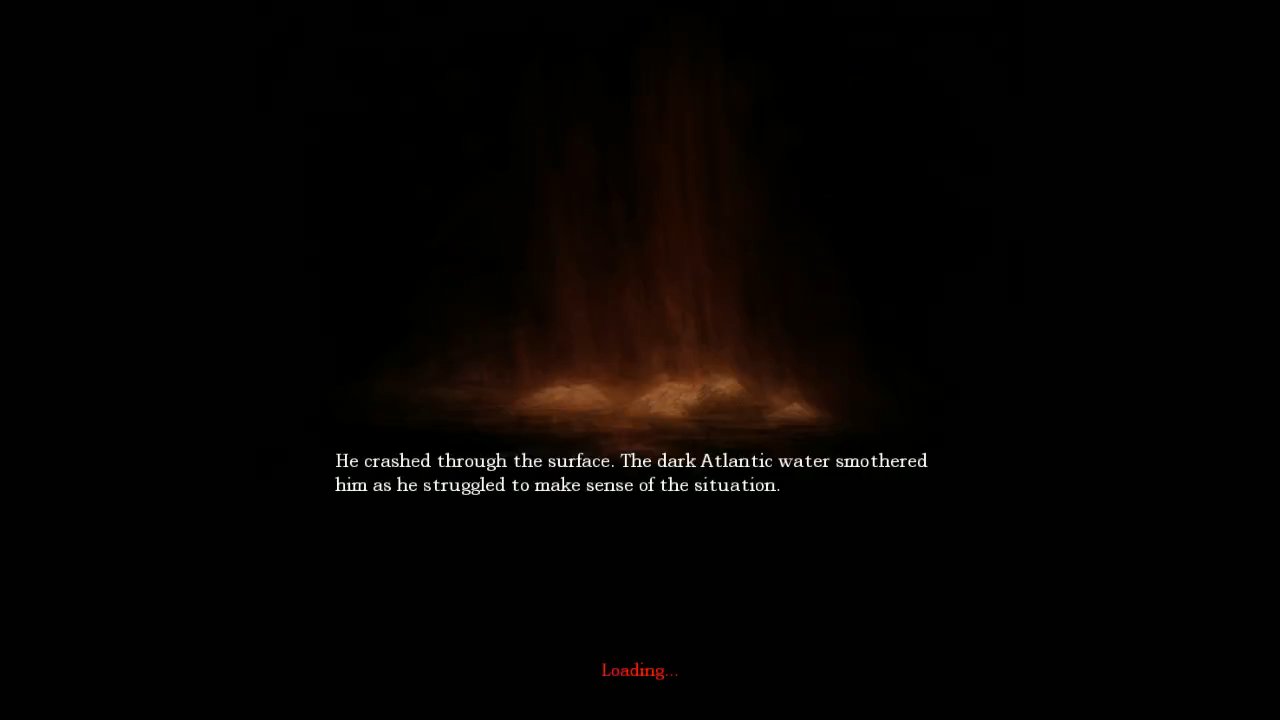 He crashed through the surface. The dark Atlantic water smothered
him as he struggled to make sense of the situation.
Loading...